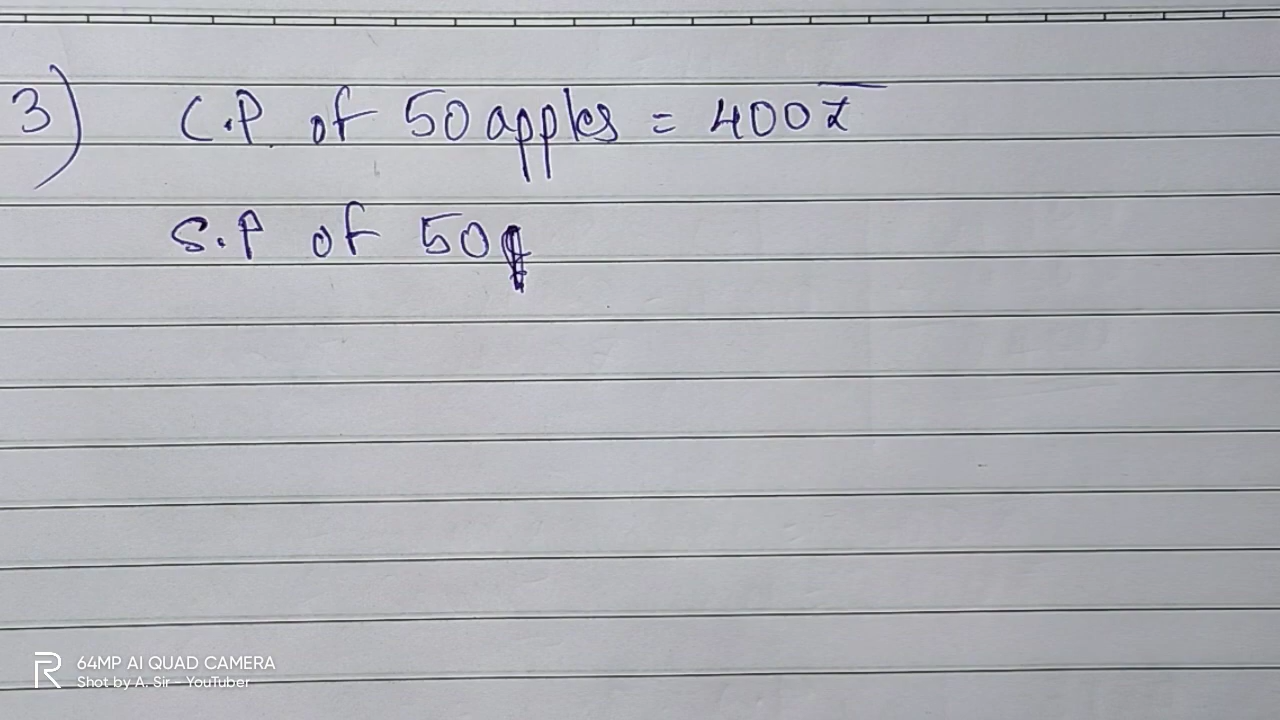 3) C.P of 50 apples = 400₹
S.P of 50
64MP AI QUAD CAMERA
Shot by A. Sir - YouTuber